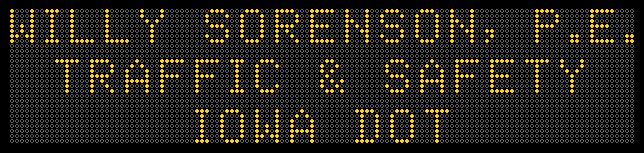 WILLY SORENSON, P.E.
TRAFFIC & SAFETY
IOWA DOT